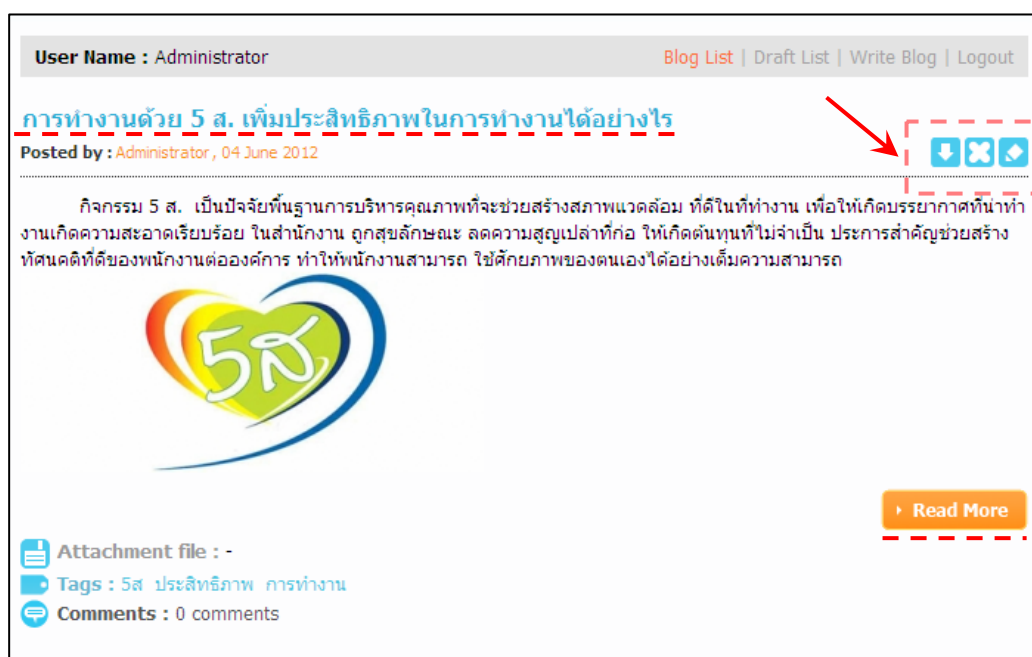 User Name : Administrator
Blog List | Draft List | Write Blog | Logout
การทำงานด้วย 5 ส. เพิ่มประสิทธิภาพในการทำงานได้อย่างไร
Posted by : Administrator, 04 June 2012
กิจกรรม 5 ส. เป็นปัจจัยพื้นฐานการบริหารคุณภาพที่จะช่วยสร้างสภาพแวดล้อม ที่ดีในที่ทำงาน เพื่อให้เกิดบรรยากาศที่น่าทำ
งานเกิดความสะอาดเรียบร้อย ในสำนักงาน ถูกสุขลักษณะ ลดความสูญเปล่าที่ก่อ ให้เกิดต้นทุนที่ไม่จำเป็น ประการสำคัญช่วยสร้าง
ทัศนคติที่ดีของพนักงานต่อองค์การ ทำให้พนักงานสามารถ ใช้ศักยภาพของตนเองได้อย่างเต็มความสามารถ
5ส
Read More
Attachment file : -
Tags : 5ส ประสิทธิภาพ การทำงาน
Comments : 0 comments